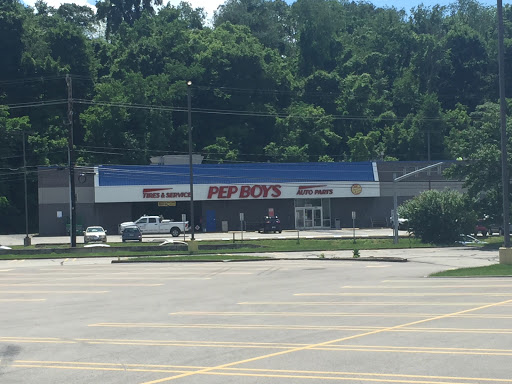 TIRES & SERVICE
PEP BOYS
AUTO PARTS